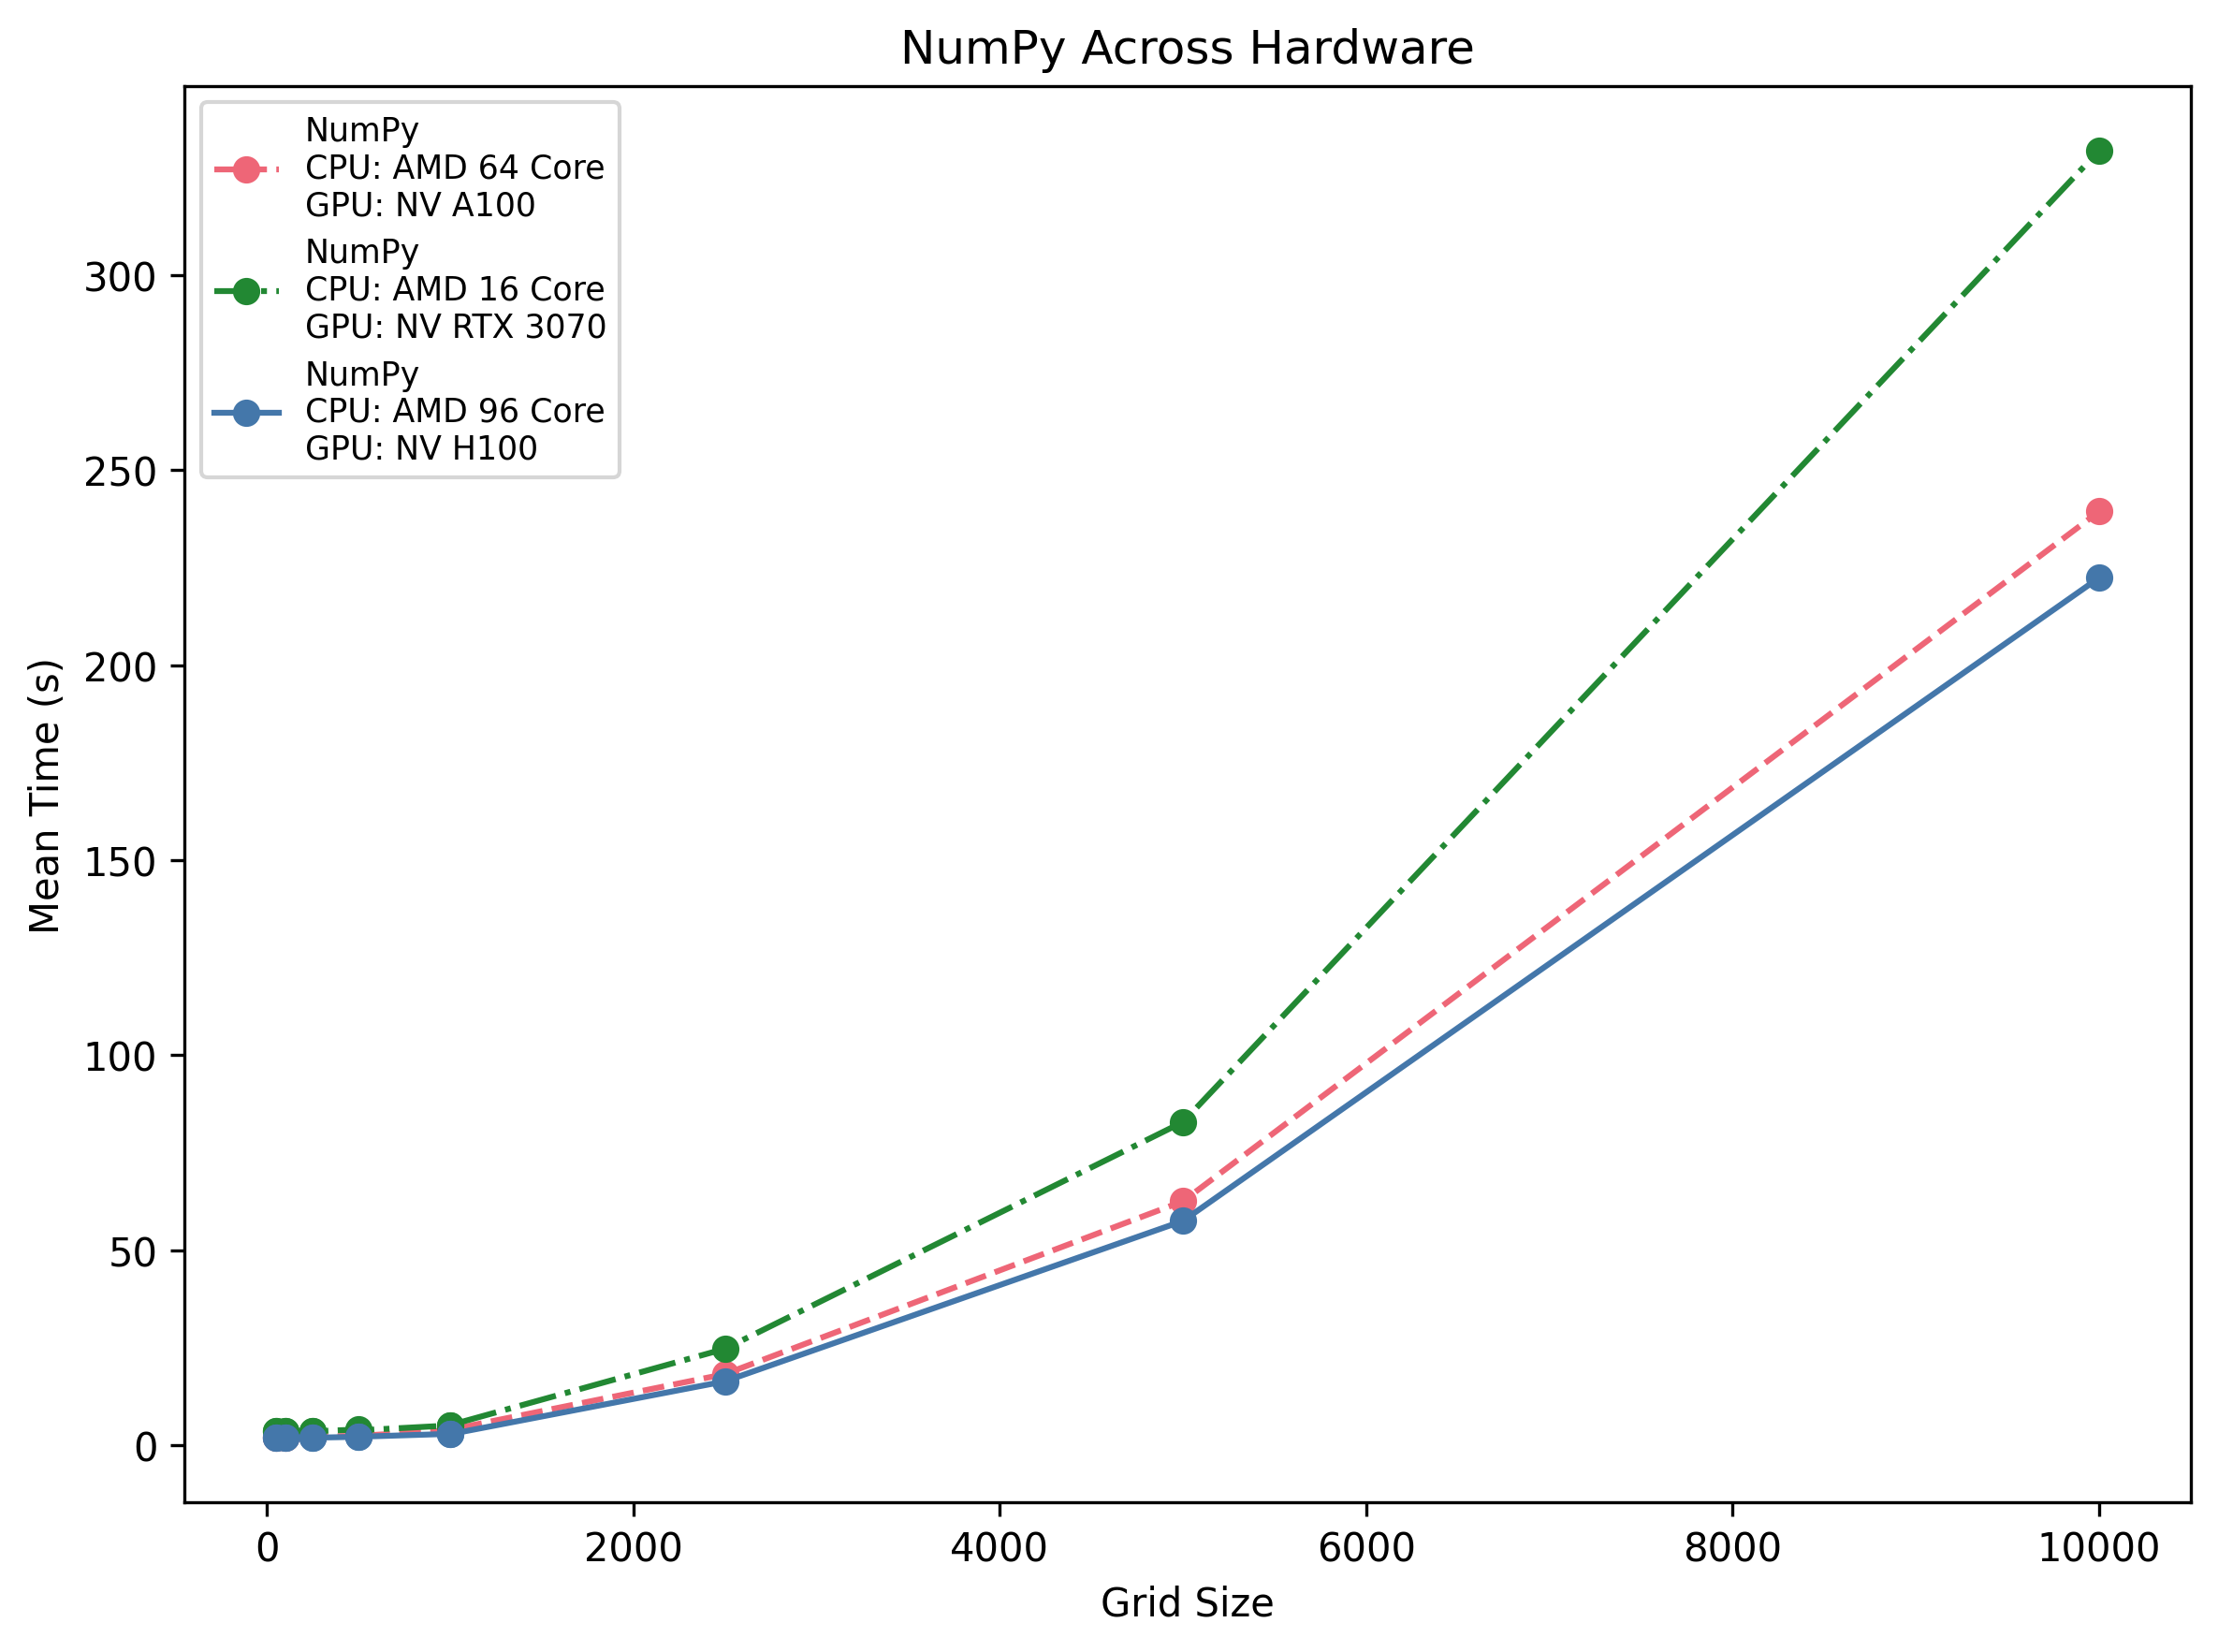 NumPy Across Hardware
NumPy
CPU: AMD 64 Core
GPU: NV A100
NumPy
CPU: AMD 16 Core
GPU: NV RTX 3070
NumPy
CPU: AMD 96 Core
GPU: NV H100
Mean Time (s)
300
250
200
150
100
50
0
0 2000 4000 6000 8000 10000
Grid Size